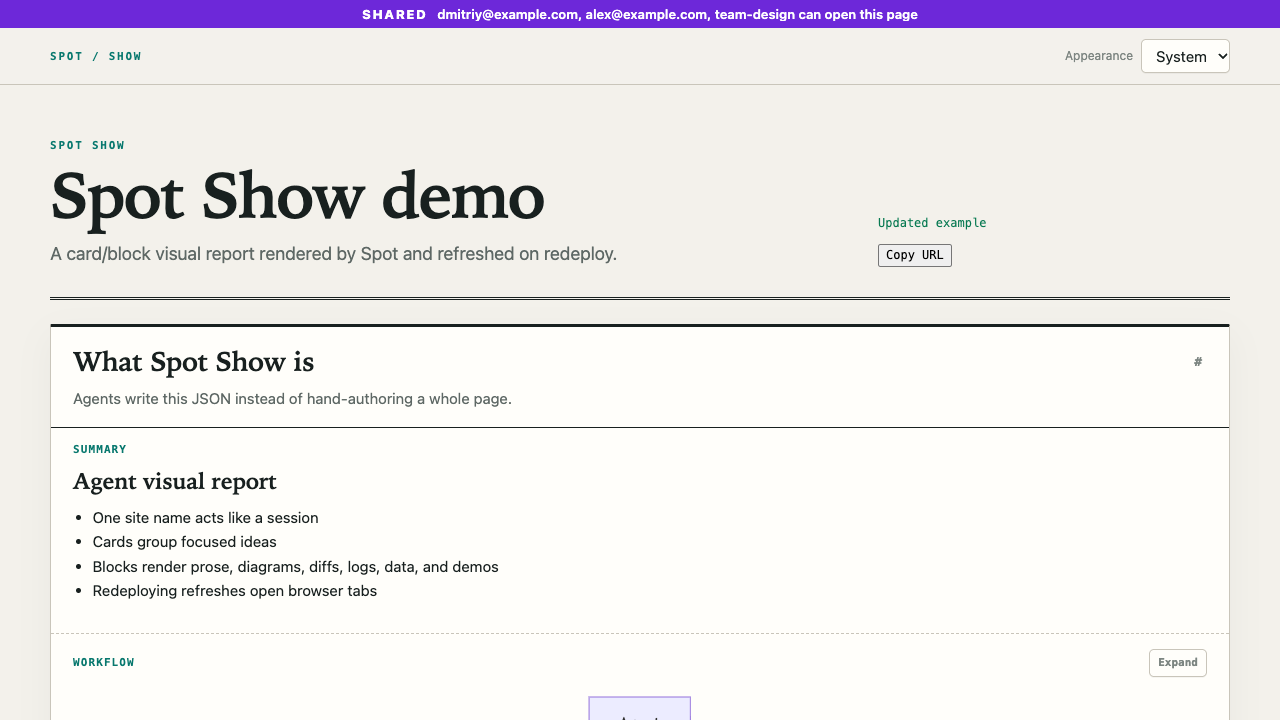 SHARED dmitriy@example.com, alex@example.com, team-design can open this page
SPOT / SHOW
Appearance System
SPOT SHOW
Spot Show demo
A card/block visual report rendered by Spot and refreshed on redeploy.
Updated example
Copy URL
What Spot Show is
#
Agents write this JSON instead of hand-authoring a whole page.
SUMMARY
Agent visual report
One site name acts like a session
Cards group focused ideas
Blocks render prose, diagrams, diffs, logs, data, and demos
Redeploying refreshes open browser tabs
WORKFLOW
Expand